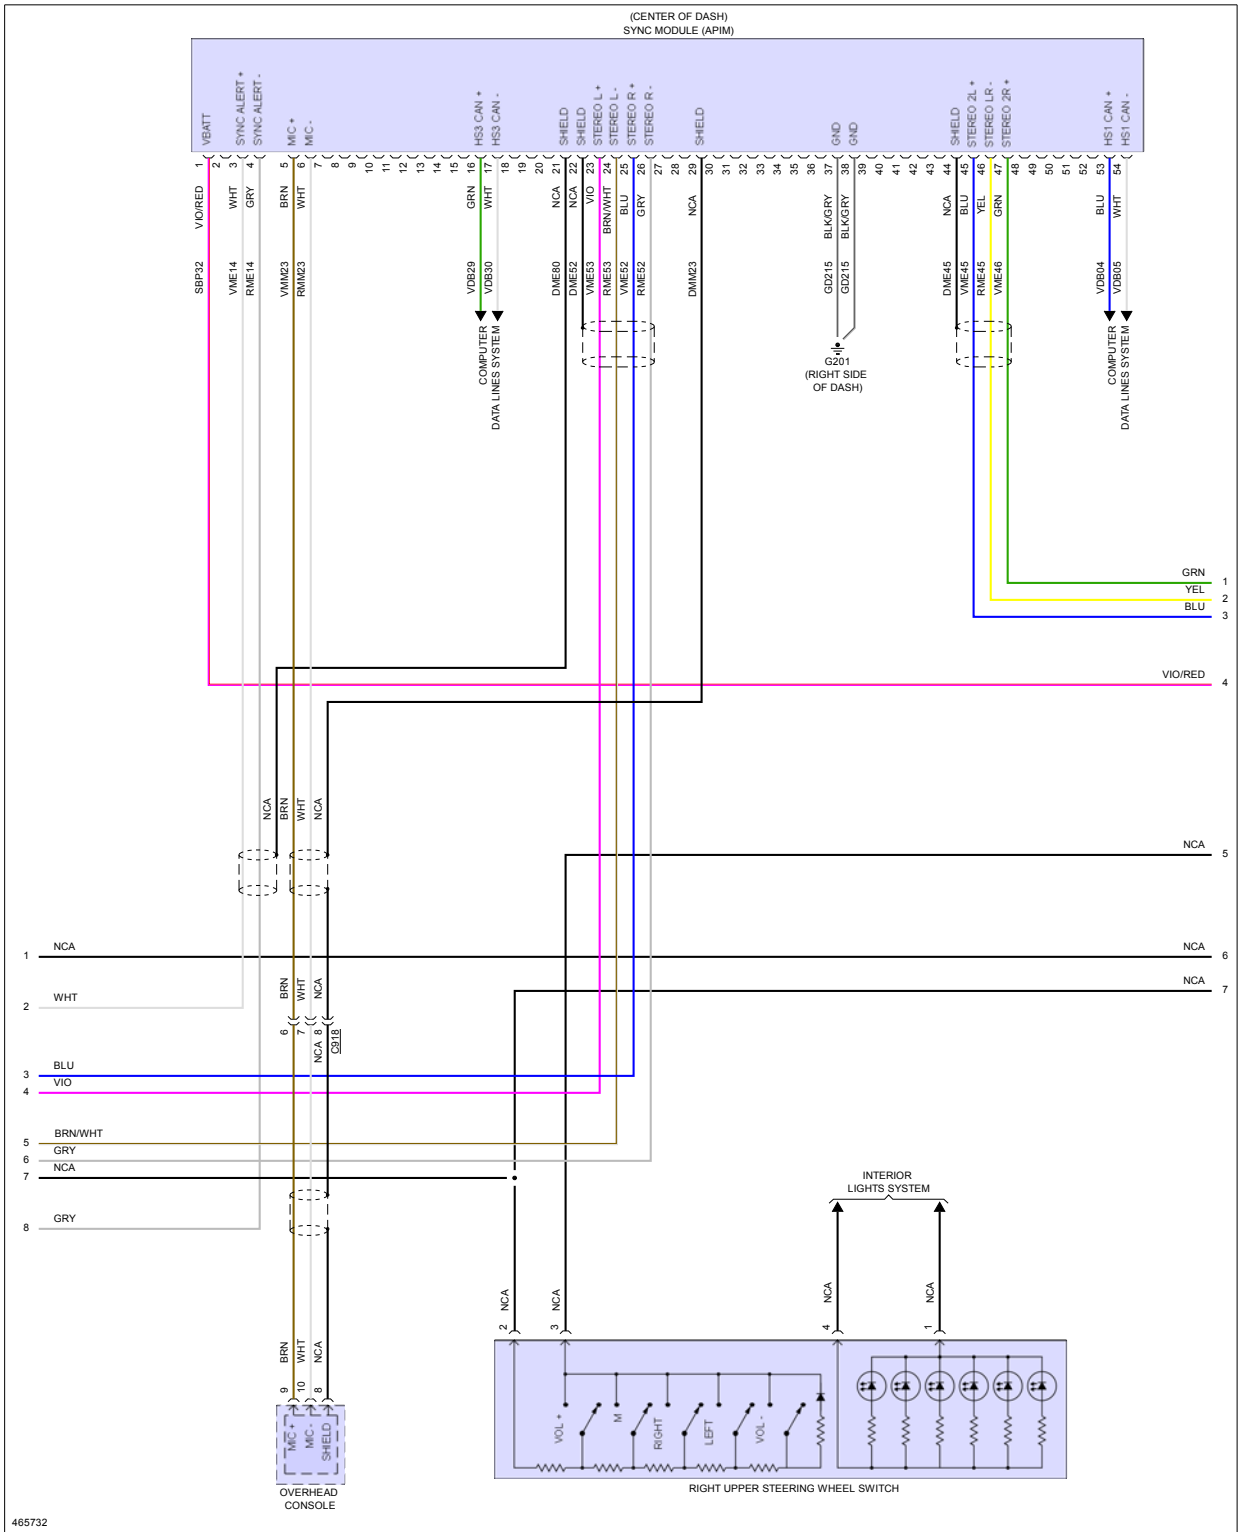 (CENTER OF DASH)
SYNC MODULE (APIM)
VBATT
SYNC ALERT +
SYNC ALERT -
MIC +
MIC -
HS3 CAN +
HS3 CAN -
SHIELD
SHIELD
STEREO L +
STEREO L -
STEREO R +
STEREO R -
SHIELD
GND
GND
SHIELD
STEREO 2L +
STEREO LR -
STEREO 2R +
HS1 CAN +
HS1 CAN -
1 2 3 4 5 6 7 8 9 10 11 12 13 14 15 16 17 18 19 20 21 22 23 24 25 26 27 28 29 30 31 32 33 34 35 36 37 38 39 40 41 42 43 44 45 46 47 48 49 50 51 52 53 54
VIO/RED
WHT
GRY
BRN
WHT
GRN
WHT
NCA
NCA
VIO
BRN/WHT
BLU
GRY
NCA
BLK/GRY
BLK/GRY
NCA
BLU
YEL
GRN
BLU
WHT
SBP32
VME14
RME14
VMM23
RMM23
VDB29
VDB30
DME80
DME52
VME53
RME53
VME52
RME52
DMM23
GD215
GD215
DME45
VME45
RME45
VME46
VDB04
VDB05
COMPUTER
DATA LINES SYSTEM
G201
(RIGHT SIDE
OF DASH)
COMPUTER
DATA LINES SYSTEM
GRN 1
YEL 2
BLU 3
VIO/RED 4
NCA
BRN
WHT
NCA
NCA 5
1 NCA
NCA 6
NCA 7
2 WHT
BRN
WHT
NCA
6
7
8
NCA
C918
3 BLU
4 VIO
5 BRN/WHT
6 GRY
7 NCA
8 GRY
INTERIOR
LIGHTS SYSTEM
NCA
NCA
NCA
NCA
2
3
4
1
BRN
WHT
NCA
9
10
8
MIC +
MIC -
SHIELD
OVERHEAD
CONSOLE
VOL +
M
RIGHT
LEFT
VOL -
RIGHT UPPER STEERING WHEEL SWITCH
465732